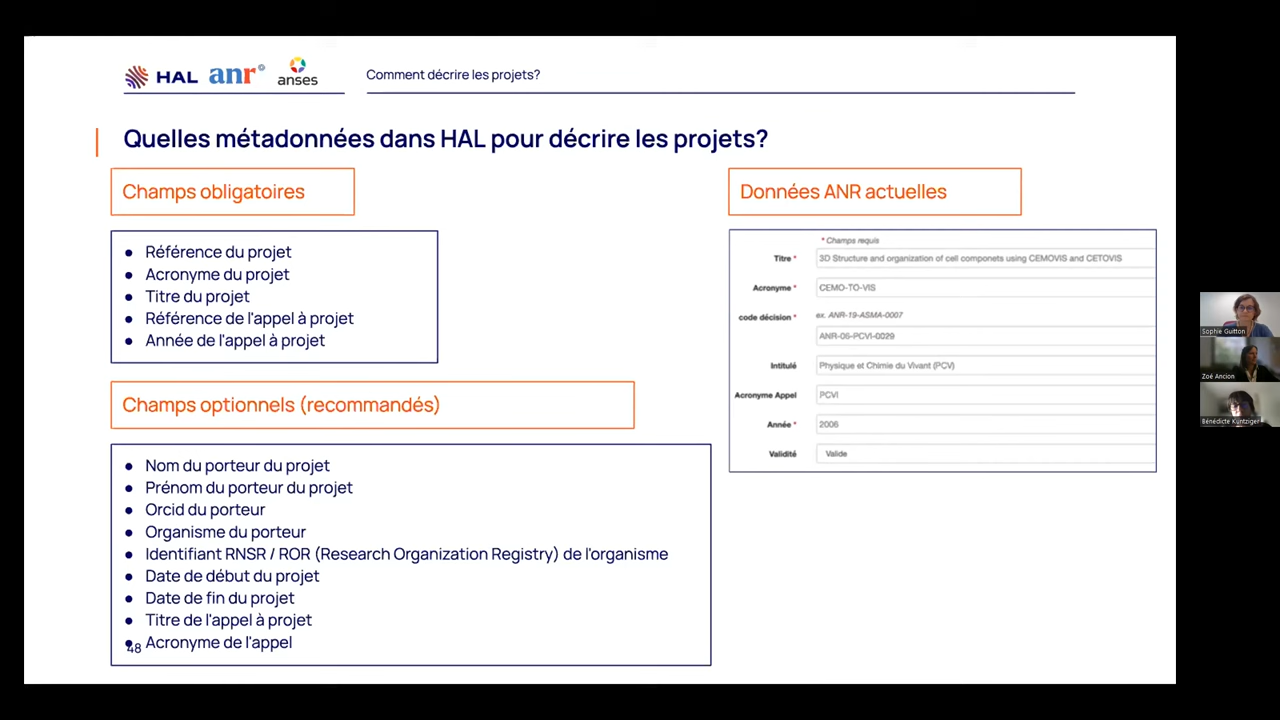 HAL anr anses
Comment décrire les projets?
Quelles métadonnées dans HAL pour décrire les projets?
Champs obligatoires
● Référence du projet
● Acronyme du projet
● Titre du projet
● Référence de l'appel à projet
● Année de l'appel à projet
Champs optionnels (recommandés)
● Nom du porteur du projet
● Prénom du porteur du projet
● Orcid du porteur
● Organisme du porteur
● Identifiant RNSR / ROR (Research Organization Registry) de l'organisme
● Date de début du projet
● Date de fin du projet
● Titre de l'appel à projet
● Acronyme de l'appel
48
Données ANR actuelles
* Champs requis
Titre * 3D Structure and organization of cell componets using CEMOVIS and CETOVIS
Acronyme * CEMO-TO-VIS
code décision * ex. ANR-19-ASMA-0007
ANR-06-PCVI-0029
Intitulé Physique et Chimie du Vivant (PCV)
Acronyme Appel PCVI
Année * 2006
Validité Valide
Sophie Guitton
Zoé Ancion
Bénédicte Kuntziger